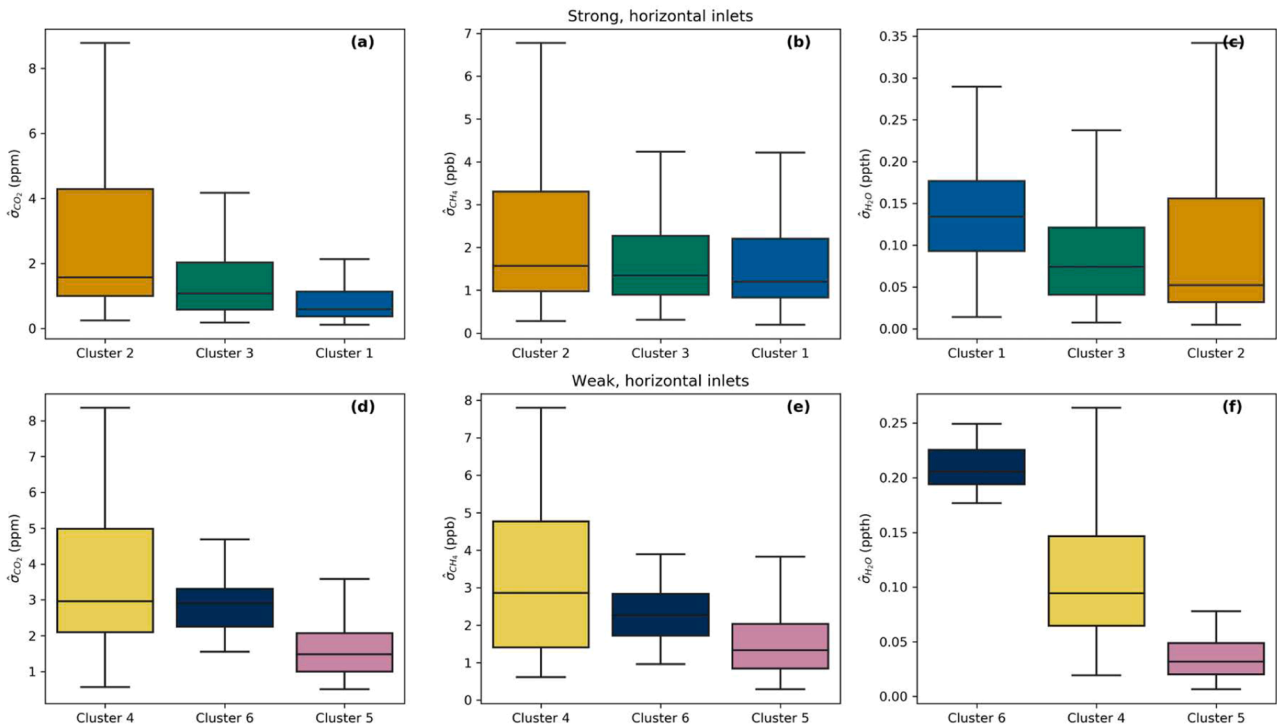 Strong, horizontal inlets
(a)
8
6
4
2
0
σ̂CO₂ (ppm)
Cluster 2 Cluster 3 Cluster 1
(b)
7
6
5
4
3
2
1
0
σ̂CH₄ (ppb)
Cluster 2 Cluster 3 Cluster 1
(c)
0.35
0.30
0.25
0.20
0.15
0.10
0.05
0.00
σ̂H₂O (ppth)
Cluster 1 Cluster 3 Cluster 2
Weak, horizontal inlets
(d)
8
7
6
5
4
3
2
1
σ̂CO₂ (ppm)
Cluster 4 Cluster 6 Cluster 5
(e)
8
7
6
5
4
3
2
1
0
σ̂CH₄ (ppb)
Cluster 4 Cluster 6 Cluster 5
(f)
0.25
0.20
0.15
0.10
0.05
0.00
σ̂H₂O (ppth)
Cluster 6 Cluster 4 Cluster 5